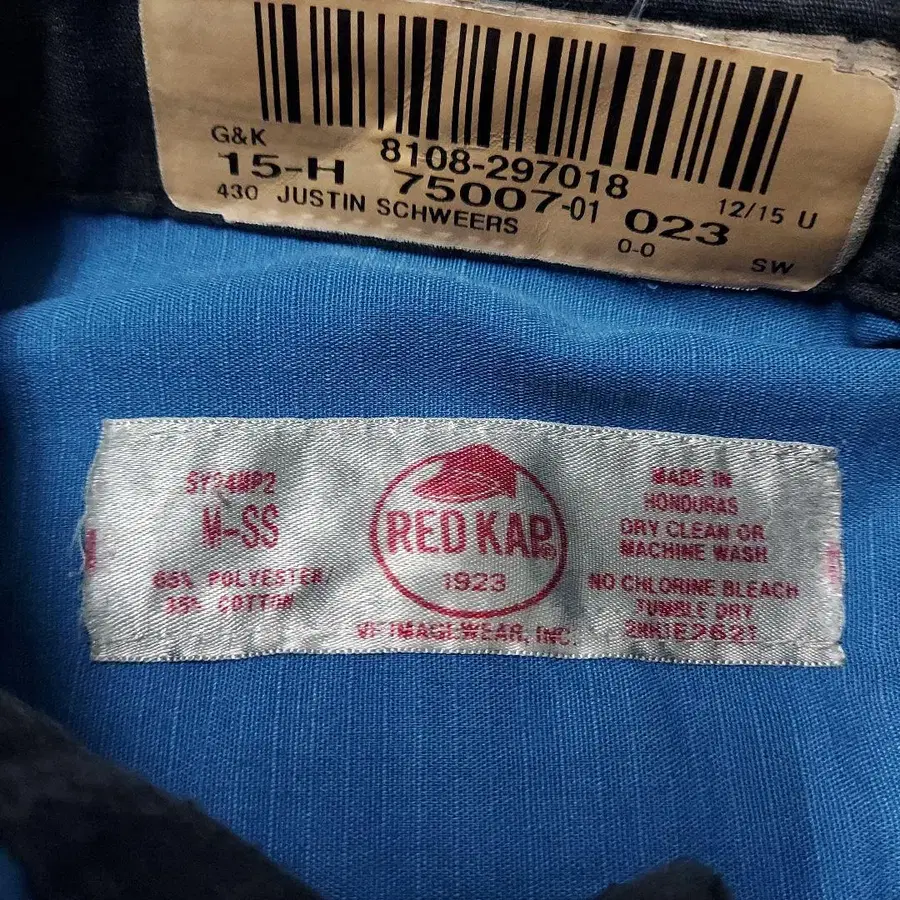 G&K
8108-297018
12/15 U
15-H 75007-01 023
430 JUSTIN SCHWEERS
0-0
SW
SY24MP2
M-SS
65% POLYESTER/
35% COTTON
RED KAP®
1923
VF IMAGEWEAR, INC.
MADE IN
HONDURAS
DRY CLEAN OR
MACHINE WASH
NO CHLORINE BLEACH
TUMBLE DRY